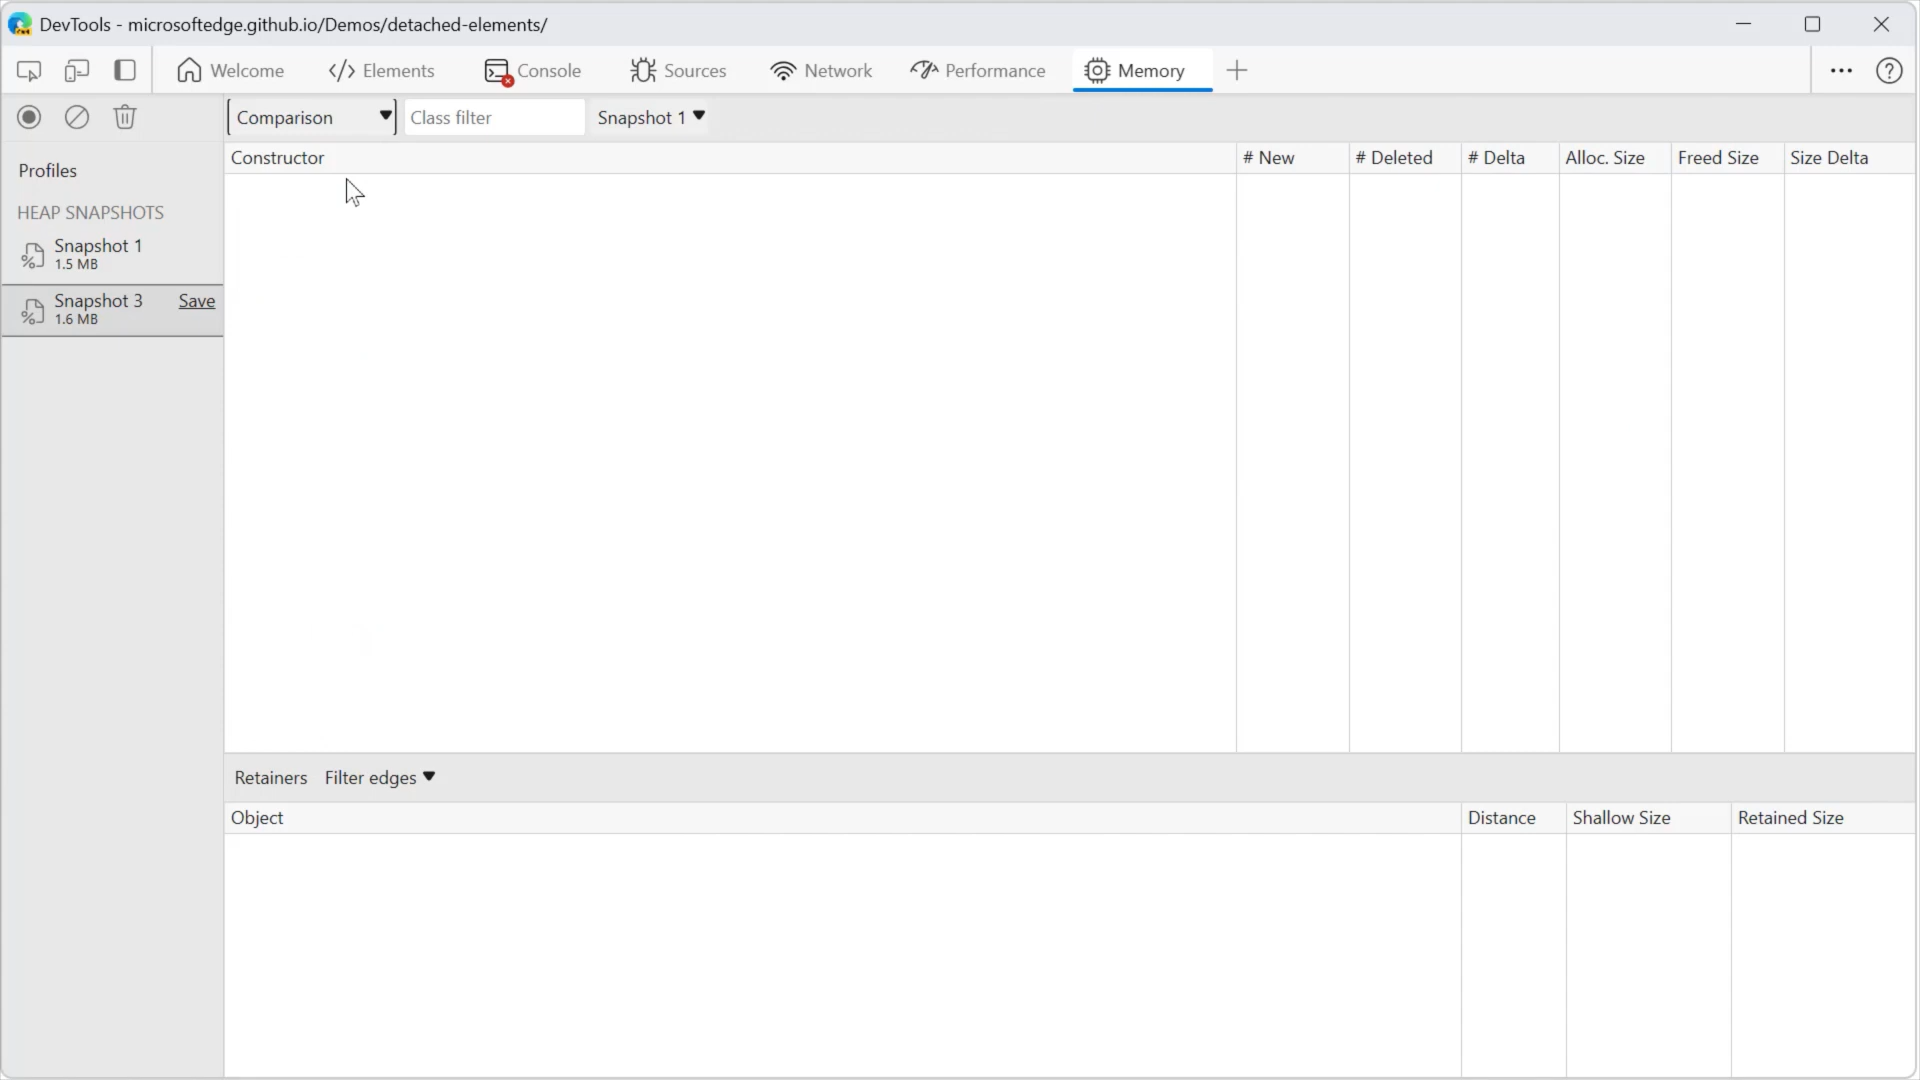 DevTools - microsoftedge.github.io/Demos/detached-elements/
Welcome
Elements
Console
Sources
Network
Performance
Memory
Comparison
Class filter
Snapshot 1
Profiles
HEAP SNAPSHOTS
Snapshot 1
1.5 MB
Snapshot 3
Save
1.6 MB
Constructor
# New
# Deleted
# Delta
Alloc. Size
Freed Size
Size Delta
Retainers
Filter edges
Object
Distance
Shallow Size
Retained Size